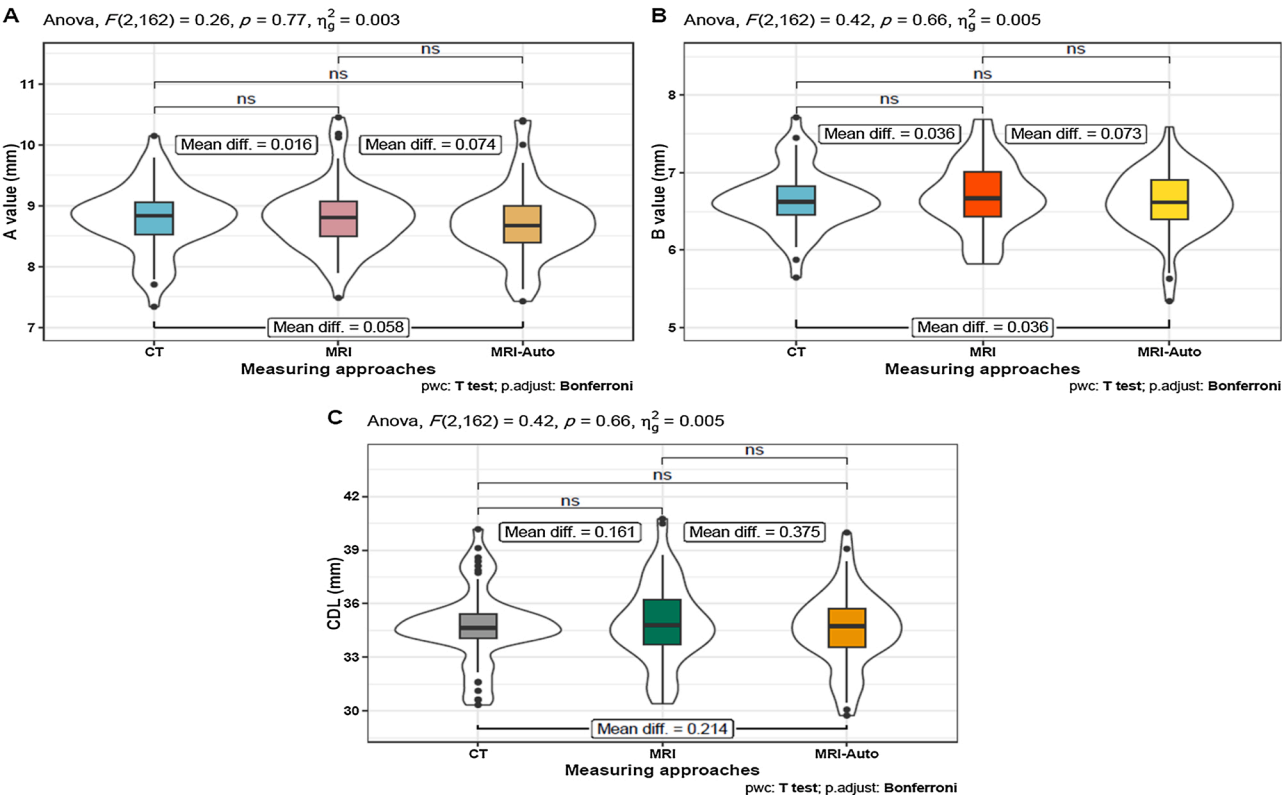 A Anova, F(2,162) = 0.26, p = 0.77, η²g = 0.003
ns
ns
ns
Mean diff. = 0.016
Mean diff. = 0.074
Mean diff. = 0.058
11
10
9
8
7
A value (mm)
CT MRI MRI-Auto
Measuring approaches
pwc: T test; p.adjust: Bonferroni
B Anova, F(2,162) = 0.42, p = 0.66, η²g = 0.005
ns
ns
ns
Mean diff. = 0.036
Mean diff. = 0.073
Mean diff. = 0.036
8
7
6
5
B value (mm)
CT MRI MRI-Auto
Measuring approaches
pwc: T test; p.adjust: Bonferroni
C Anova, F(2,162) = 0.42, p = 0.66, η²g = 0.005
ns
ns
ns
Mean diff. = 0.161
Mean diff. = 0.375
Mean diff. = 0.214
42
39
36
33
30
CDL (mm)
CT MRI MRI-Auto
Measuring approaches
pwc: T test; p.adjust: Bonferroni